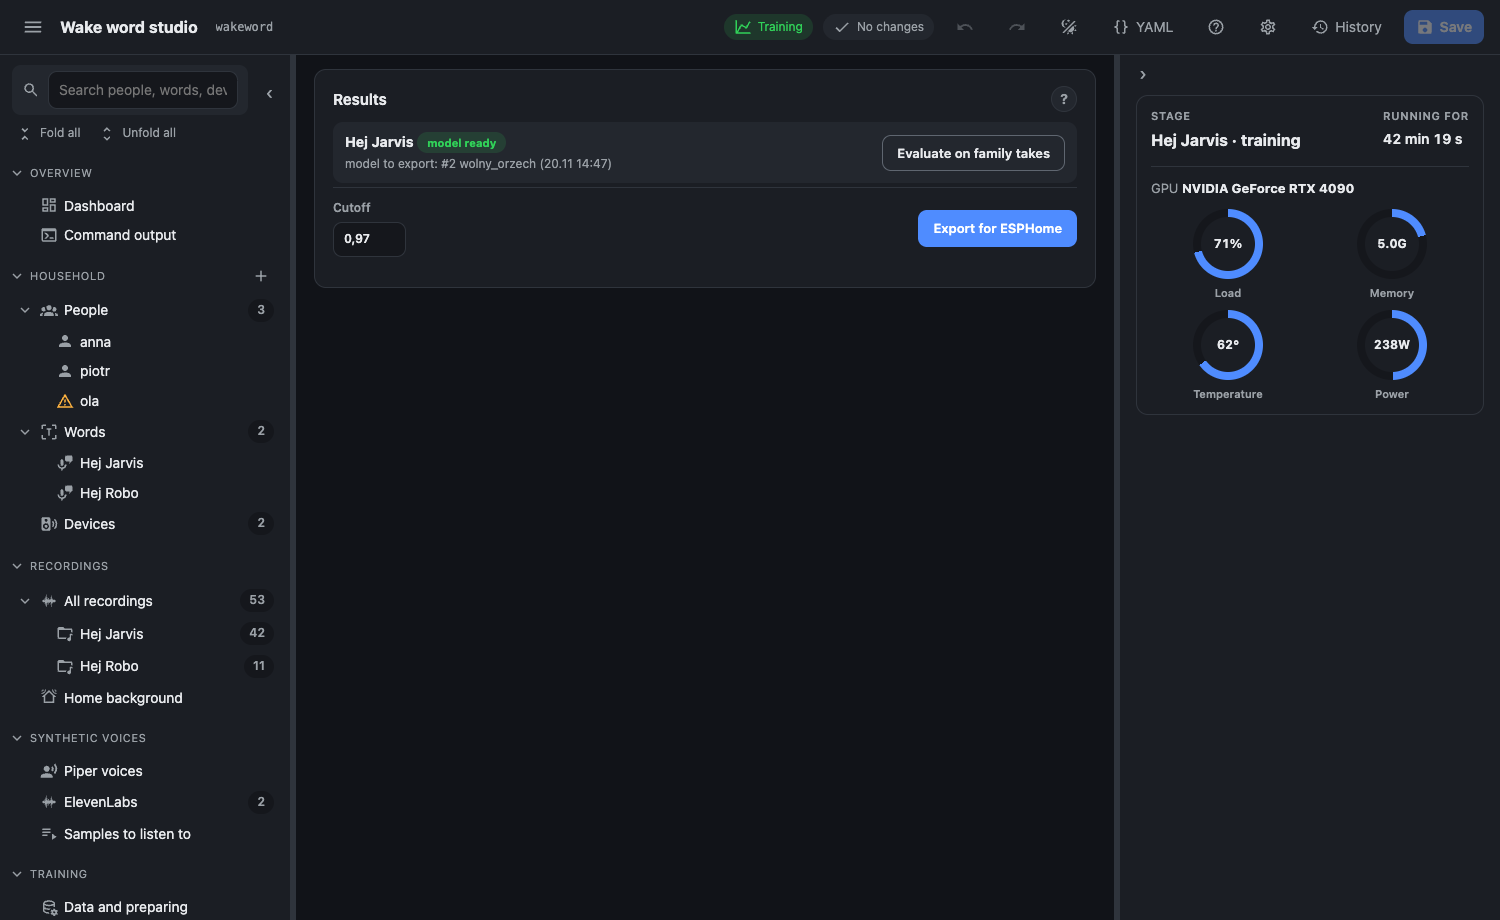 Wake word studio wakeword
Training
No changes
YAML
History
Save
Search people, words, dev
Fold all
Unfold all
OVERVIEW
Dashboard
Command output
HOUSEHOLD
People 3
anna
piotr
ola
Words 2
Hej Jarvis
Hej Robo
Devices 2
RECORDINGS
All recordings 53
Hej Jarvis 42
Hej Robo 11
Home background
SYNTHETIC VOICES
Piper voices
ElevenLabs 2
Samples to listen to
TRAINING
Data and preparing
Results
?
Hej Jarvis model ready
model to export: #2 wolny_orzech (20.11 14:47)
Evaluate on family takes
Cutoff
0,97
Export for ESPHome
STAGE
Hej Jarvis · training
RUNNING FOR
42 min 19 s
GPU NVIDIA GeForce RTX 4090
71%
Load
5.0G
Memory
62°
Temperature
238W
Power